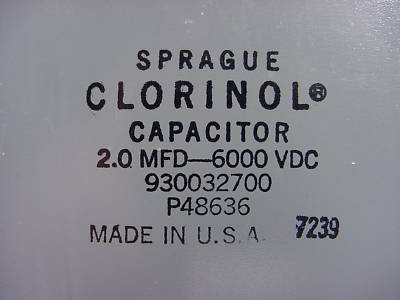 SPRAGUE
CLORINOL®
CAPACITOR
2.0 MFD—6000 VDC
930032700
P48636
MADE IN U.S.A. 7239